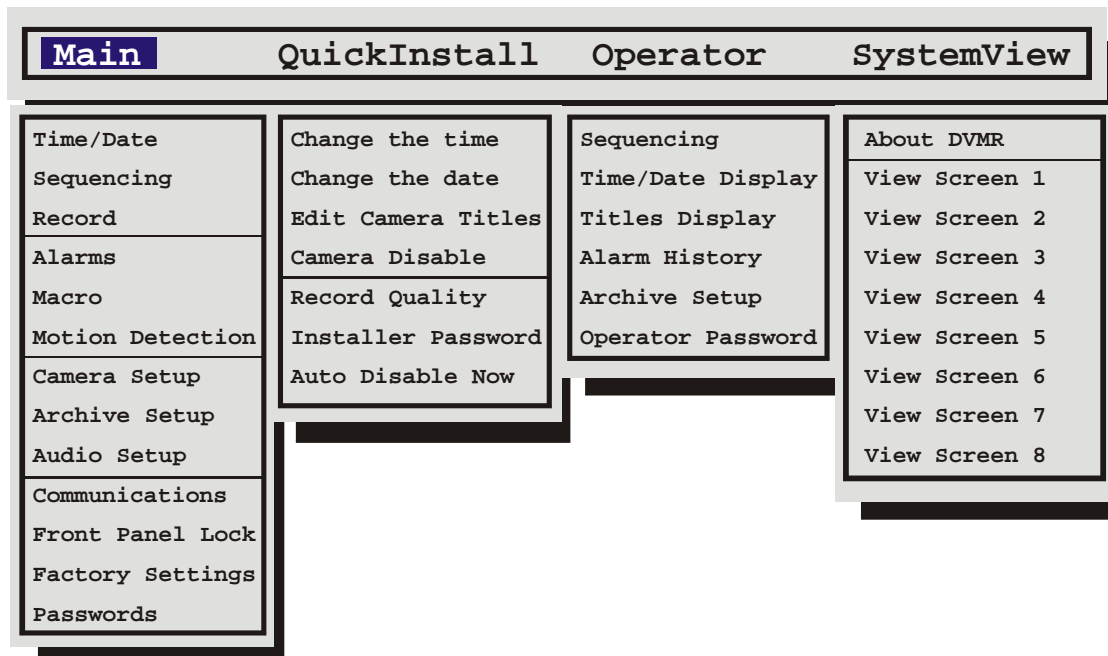 Main QuickInstall Operator SystemView
Time/Date
Sequencing
Record
Alarms
Macro
Motion Detection
Camera Setup
Archive Setup
Audio Setup
Communications
Front Panel Lock
Factory Settings
Passwords
Change the time
Change the date
Edit Camera Titles
Camera Disable
Record Quality
Installer Password
Auto Disable Now
Sequencing
Time/Date Display
Titles Display
Alarm History
Archive Setup
Operator Password
About DVMR
View Screen 1
View Screen 2
View Screen 3
View Screen 4
View Screen 5
View Screen 6
View Screen 7
View Screen 8